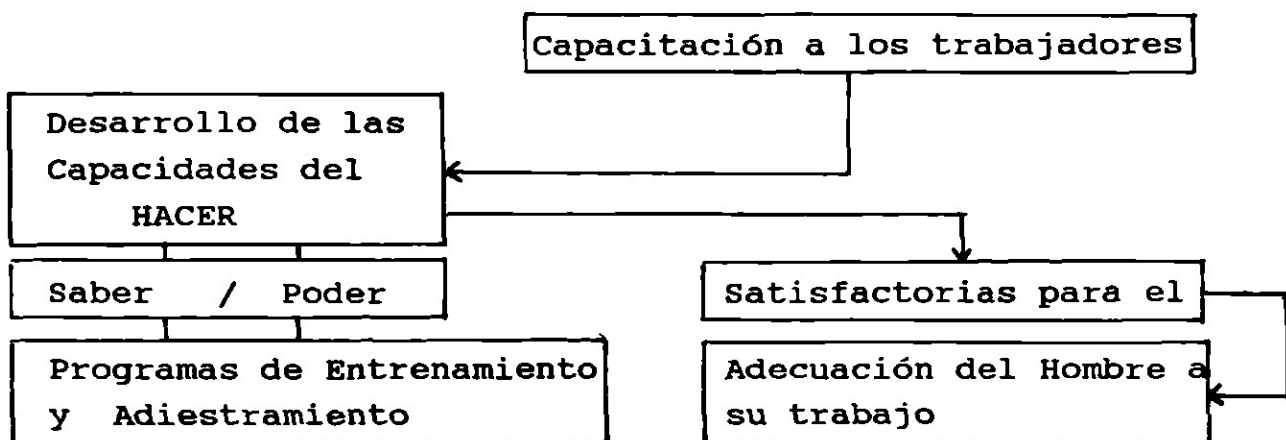 Capacitación a los trabajadores
Desarrollo de las
Capacidades del
HACER
Saber / Poder
Satisfactorias para el
Programas de Entrenamiento
y Adiestramiento
Adecuación del Hombre a
su trabajo